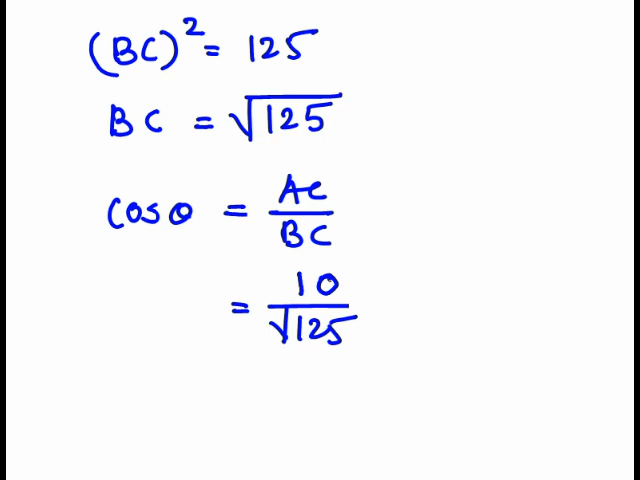 (BC)² = 125
BC = √125
cosθ = AC/BC
= 10/√125